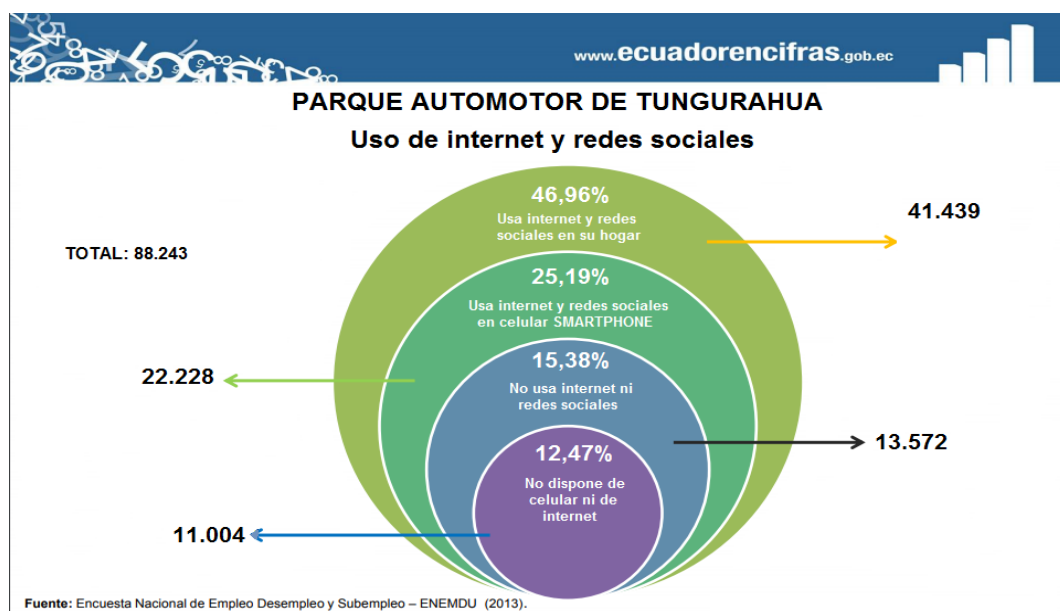 www.ecuadorencifras.gob.ec
PARQUE AUTOMOTOR DE TUNGURAHUA
Uso de internet y redes sociales
46,96%
Usa internet y redes
sociales en su hogar
41.439
TOTAL: 88.243
25,19%
Usa internet y redes sociales
en celular SMARTPHONE
22.228
15,38%
No usa internet ni
redes sociales
13.572
12,47%
No dispone de
celular ni de
internet
11.004
Fuente: Encuesta Nacional de Empleo Desempleo y Subempleo – ENEMDU (2013).